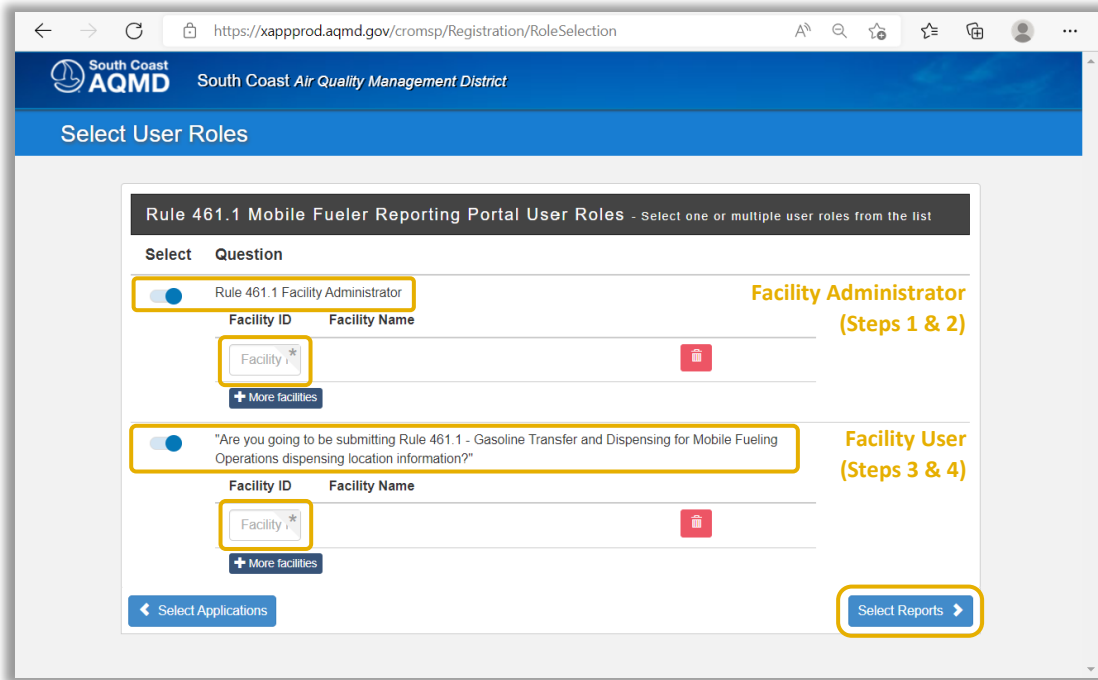 https://xappprod.aqmd.gov/cromsp/Registration/RoleSelection
South Coast
AQMD
South Coast Air Quality Management District
Select User Roles
Rule 461.1 Mobile Fueler Reporting Portal User Roles - Select one or multiple user roles from the list
Select Question
Rule 461.1 Facility Administrator
Facility Administrator
(Steps 1 & 2)
Facility ID Facility Name
Facility *
+ More facilities
"Are you going to be submitting Rule 461.1 - Gasoline Transfer and Dispensing for Mobile Fueling
Operations dispensing location information?"
Facility User
(Steps 3 & 4)
Facility ID Facility Name
Facility *
+ More facilities
Select Applications
Select Reports